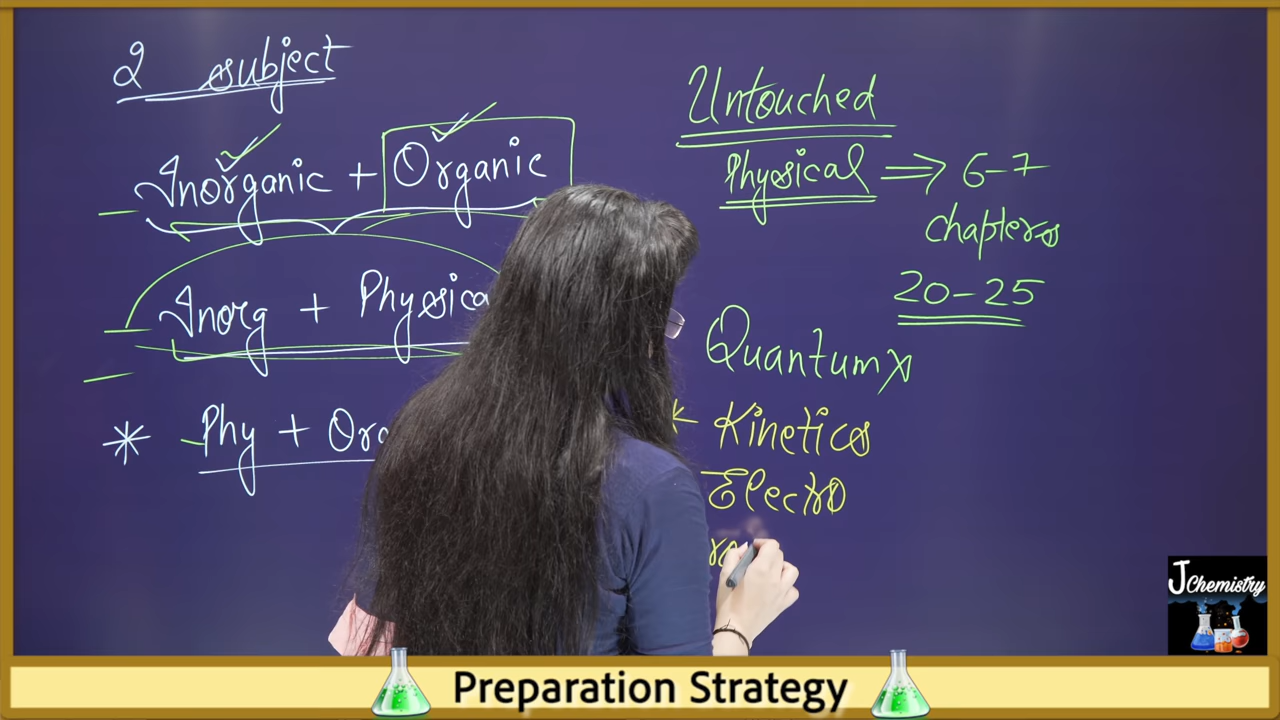 2 subject
Inorganic + Organic
Inorg + Physica
* Phy + Org
Untouched
Physical ⇒ 6-7
chapters
20-25
Quantum x
* Kinetics
Electro
J Chemistry
Preparation Strategy